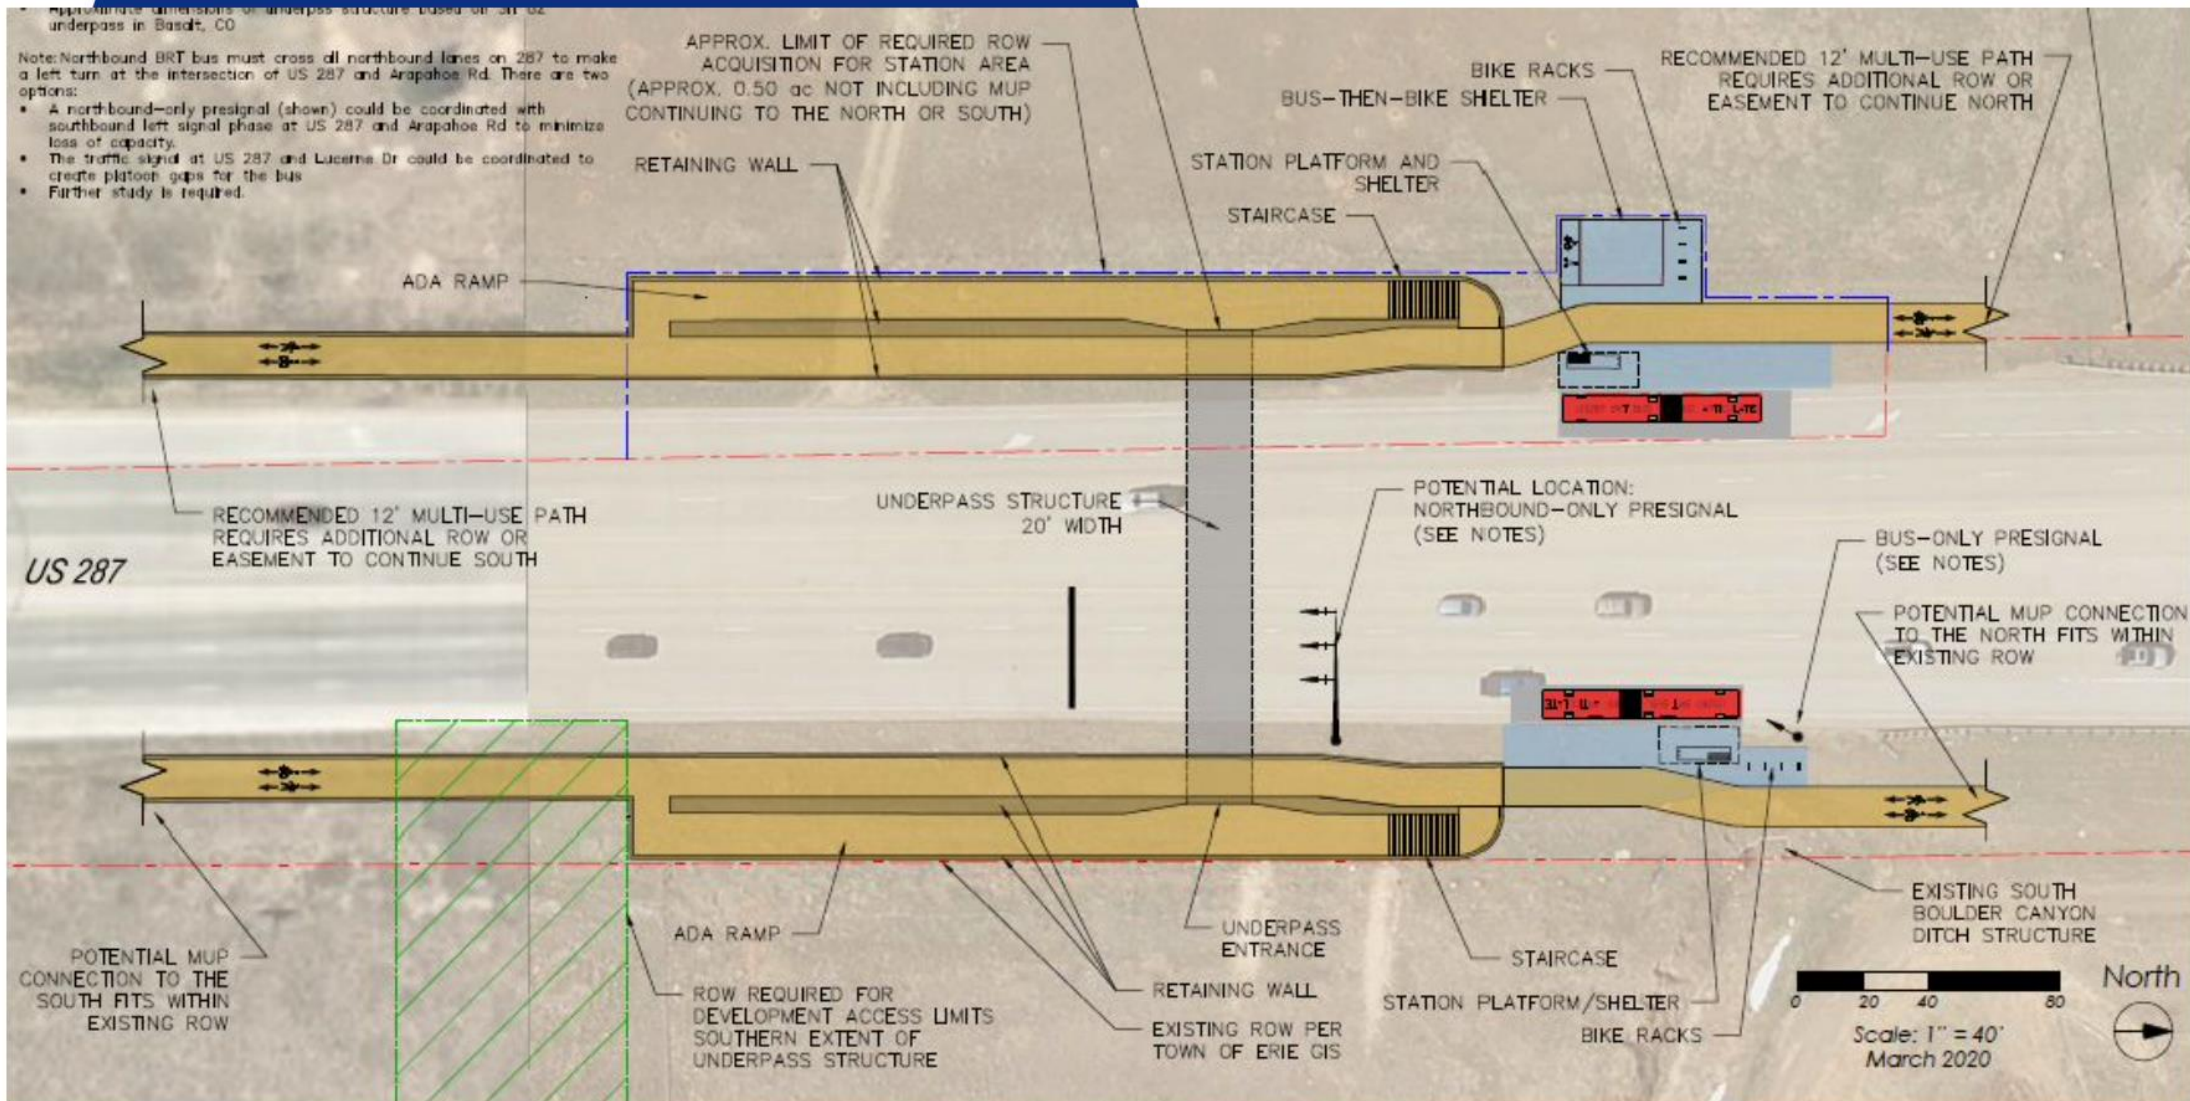 Approximate dimensions of underpss structure based on SH 82
underpass in Basalt, CO
Note: Northbound BRT bus must cross all northbound lanes on 287 to make
a left turn at the intersection of US 287 and Arapahoe Rd. There are two
options:
• A northbound-only presignal (shown) could be coordinated with
southbound left signal phase at US 287 and Arapahoe Rd to minimize
loss of capacity.
• The traffic signal at US 287 and Lucerne Dr could be coordinated to
create platoon gaps for the bus
• Further study is required.
APPROX. LIMIT OF REQUIRED ROW
ACQUISITION FOR STATION AREA
(APPROX. 0.50 ac NOT INCLUDING MUP
CONTINUING TO THE NORTH OR SOUTH)
RETAINING WALL
ADA RAMP
BIKE RACKS
BUS-THEN-BIKE SHELTER
STATION PLATFORM AND
SHELTER
STAIRCASE
RECOMMENDED 12' MULTI-USE PATH
REQUIRES ADDITIONAL ROW OR
EASEMENT TO CONTINUE NORTH
RECOMMENDED 12' MULTI-USE PATH
REQUIRES ADDITIONAL ROW OR
EASEMENT TO CONTINUE SOUTH
US 287
UNDERPASS STRUCTURE
20' WIDTH
POTENTIAL LOCATION:
NORTHBOUND-ONLY PRESIGNAL
(SEE NOTES)
BUS-ONLY PRESIGNAL
(SEE NOTES)
POTENTIAL MUP CONNECTION
TO THE NORTH FITS WITHIN
EXISTING ROW
POTENTIAL MUP
CONNECTION TO THE
SOUTH FITS WITHIN
EXISTING ROW
ADA RAMP
ROW REQUIRED FOR
DEVELOPMENT ACCESS LIMITS
SOUTHERN EXTENT OF
UNDERPASS STRUCTURE
UNDERPASS
ENTRANCE
RETAINING WALL
EXISTING ROW PER
TOWN OF ERIE GIS
STAIRCASE
STATION PLATFORM/SHELTER
BIKE RACKS
EXISTING SOUTH
BOULDER CANYON
DITCH STRUCTURE
0 20 40 80
Scale: 1" = 40'
March 2020
North